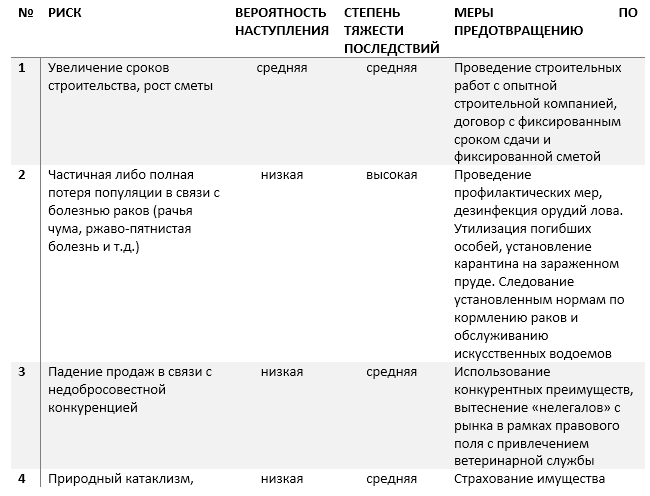 № РИСК ВЕРОЯТНОСТЬ НАСТУПЛЕНИЯ СТЕПЕНЬ ТЯЖЕСТИ ПОСЛЕДСТВИЙ МЕРЫ ПО ПРЕДОТВРАЩЕНИЮ
1 Увеличение сроков строительства, рост сметы средняя средняя Проведение строительных работ с опытной строительной компанией, договор с фиксированным сроком сдачи и фиксированной сметой
2 Частичная либо полная потеря популяции в связи с болезнью раков (рачья чума, ржаво-пятнистая болезнь и т.д.) низкая высокая Проведение профилактических мер, дезинфекция орудий лова. Утилизация погибших особей, установление карантина на зараженном пруде. Следование установленным нормам по кормлению раков и обслуживанию искусственных водоемов
3 Падение продаж в связи с недобросовестной конкуренцией низкая средняя Использование конкурентных преимуществ, вытеснение «нелегалов» с рынка в рамках правового поля с привлечением ветеринарной службы
4 Природный катаклизм, низкая средняя Страхование имущества